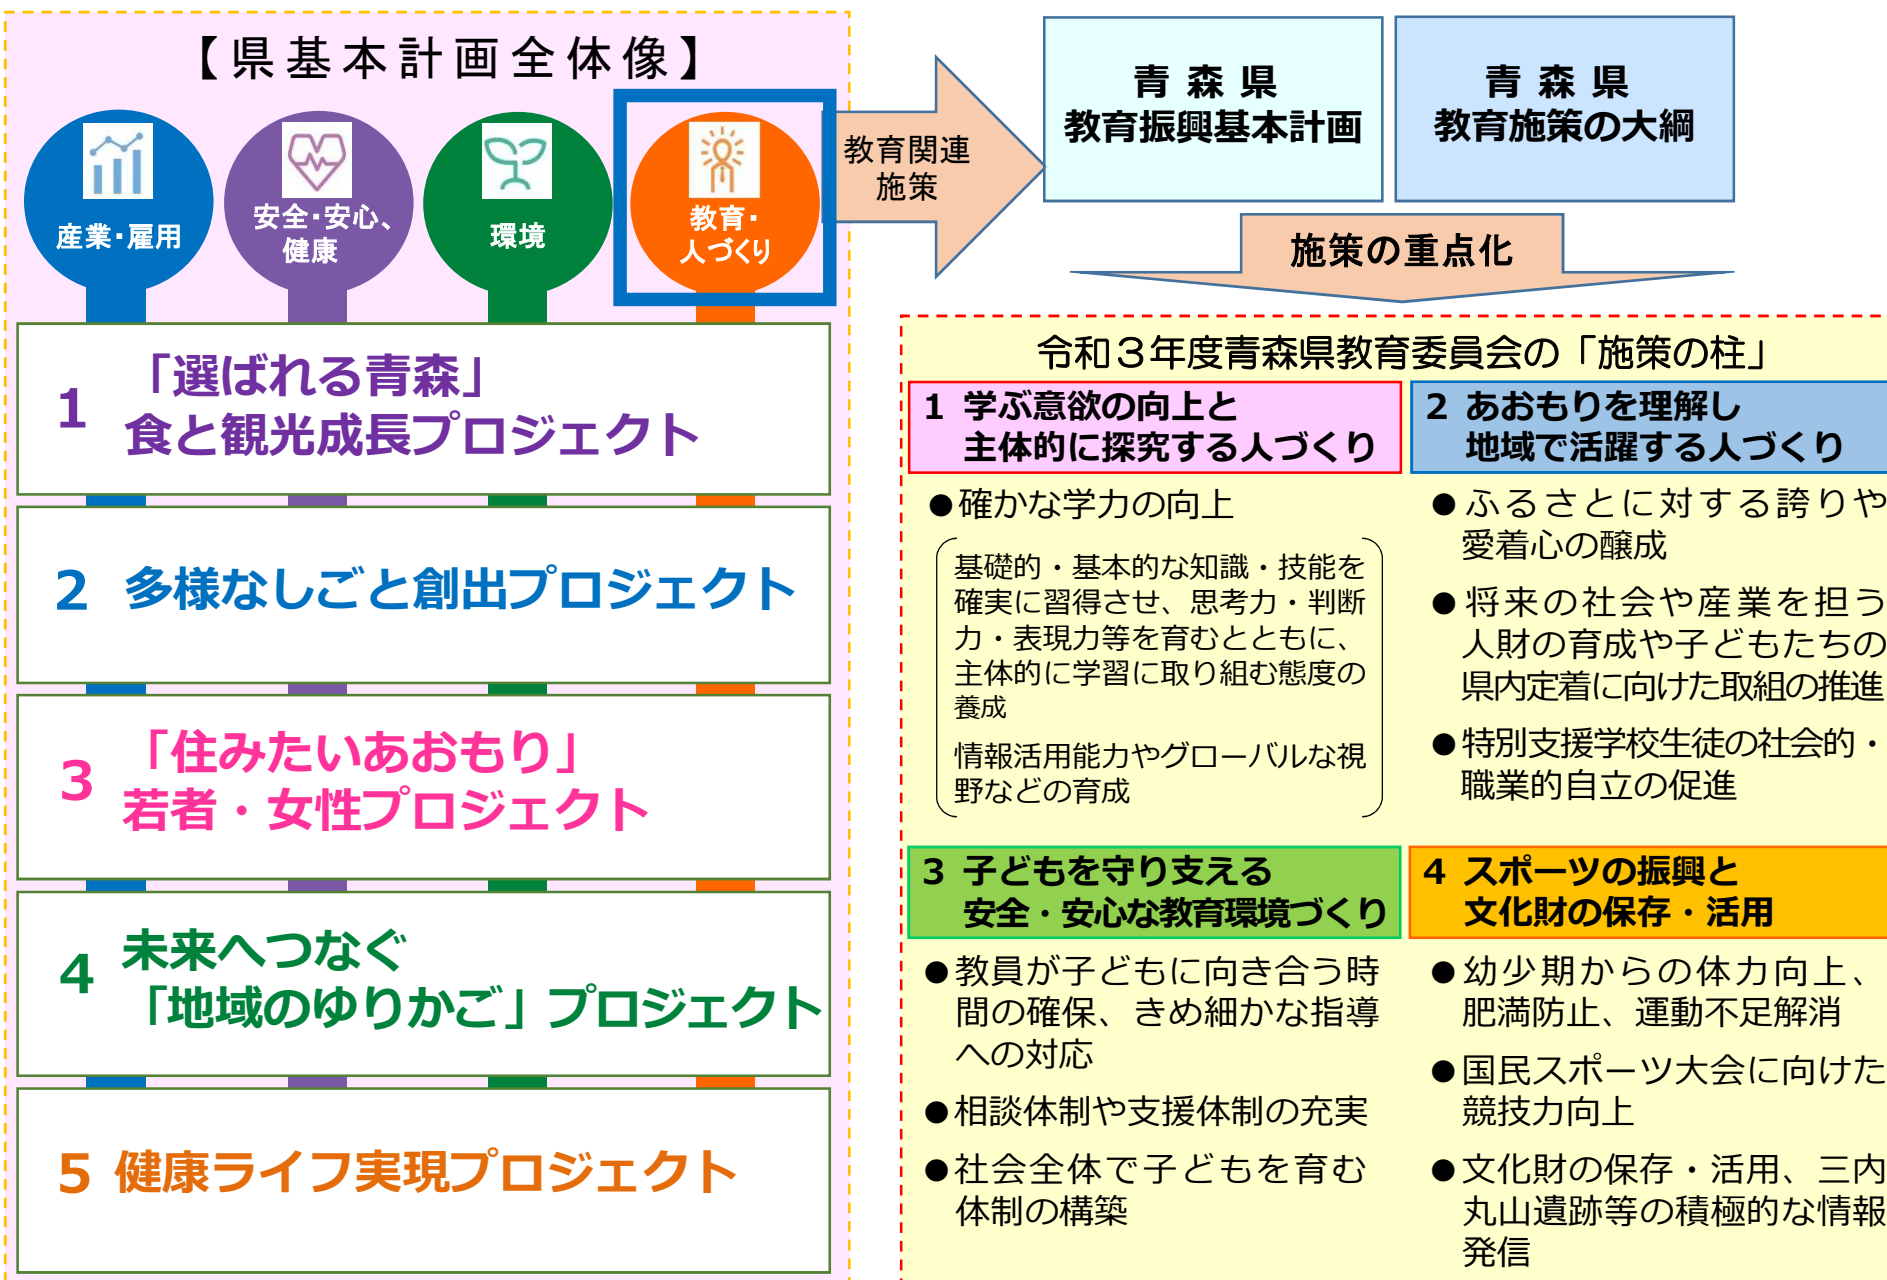 【県基本計画全体像】
産業・雇用
安全・安心、
健康
環境
教育・
人づくり
教育関連
施策
青森県
教育振興基本計画
青森県
教育施策の大綱
施策の重点化
1
「選ばれる青森」
食と観光成長プロジェクト
2 多様なしごと創出プロジェクト
3
「住みたいあおもり」
若者・女性プロジェクト
4
未来へつなぐ
「地域のゆりかご」プロジェクト
5 健康ライフ実現プロジェクト
令和３年度青森県教育委員会の「施策の柱」
1 学ぶ意欲の向上と
主体的に探究する人づくり
●確かな学力の向上
基礎的・基本的な知識・技能を
確実に習得させ、思考力・判断
力・表現力等を育むとともに、
主体的に学習に取り組む態度の
養成
情報活用能力やグローバルな視
野などの育成
2 あおもりを理解し
地域で活躍する人づくり
●ふるさとに対する誇りや
愛着心の醸成
●将来の社会や産業を担う
人財の育成や子どもたちの
県内定着に向けた取組の推進
●特別支援学校生徒の社会的・
職業的自立の促進
3 子どもを守り支える
安全・安心な教育環境づくり
●教員が子どもに向き合う時
間の確保、きめ細かな指導
への対応
●相談体制や支援体制の充実
●社会全体で子どもを育む
体制の構築
4 スポーツの振興と
文化財の保存・活用
●幼少期からの体力向上、
肥満防止、運動不足解消
●国民スポーツ大会に向けた
競技力向上
●文化財の保存・活用、三内
丸山遺跡等の積極的な情報
発信